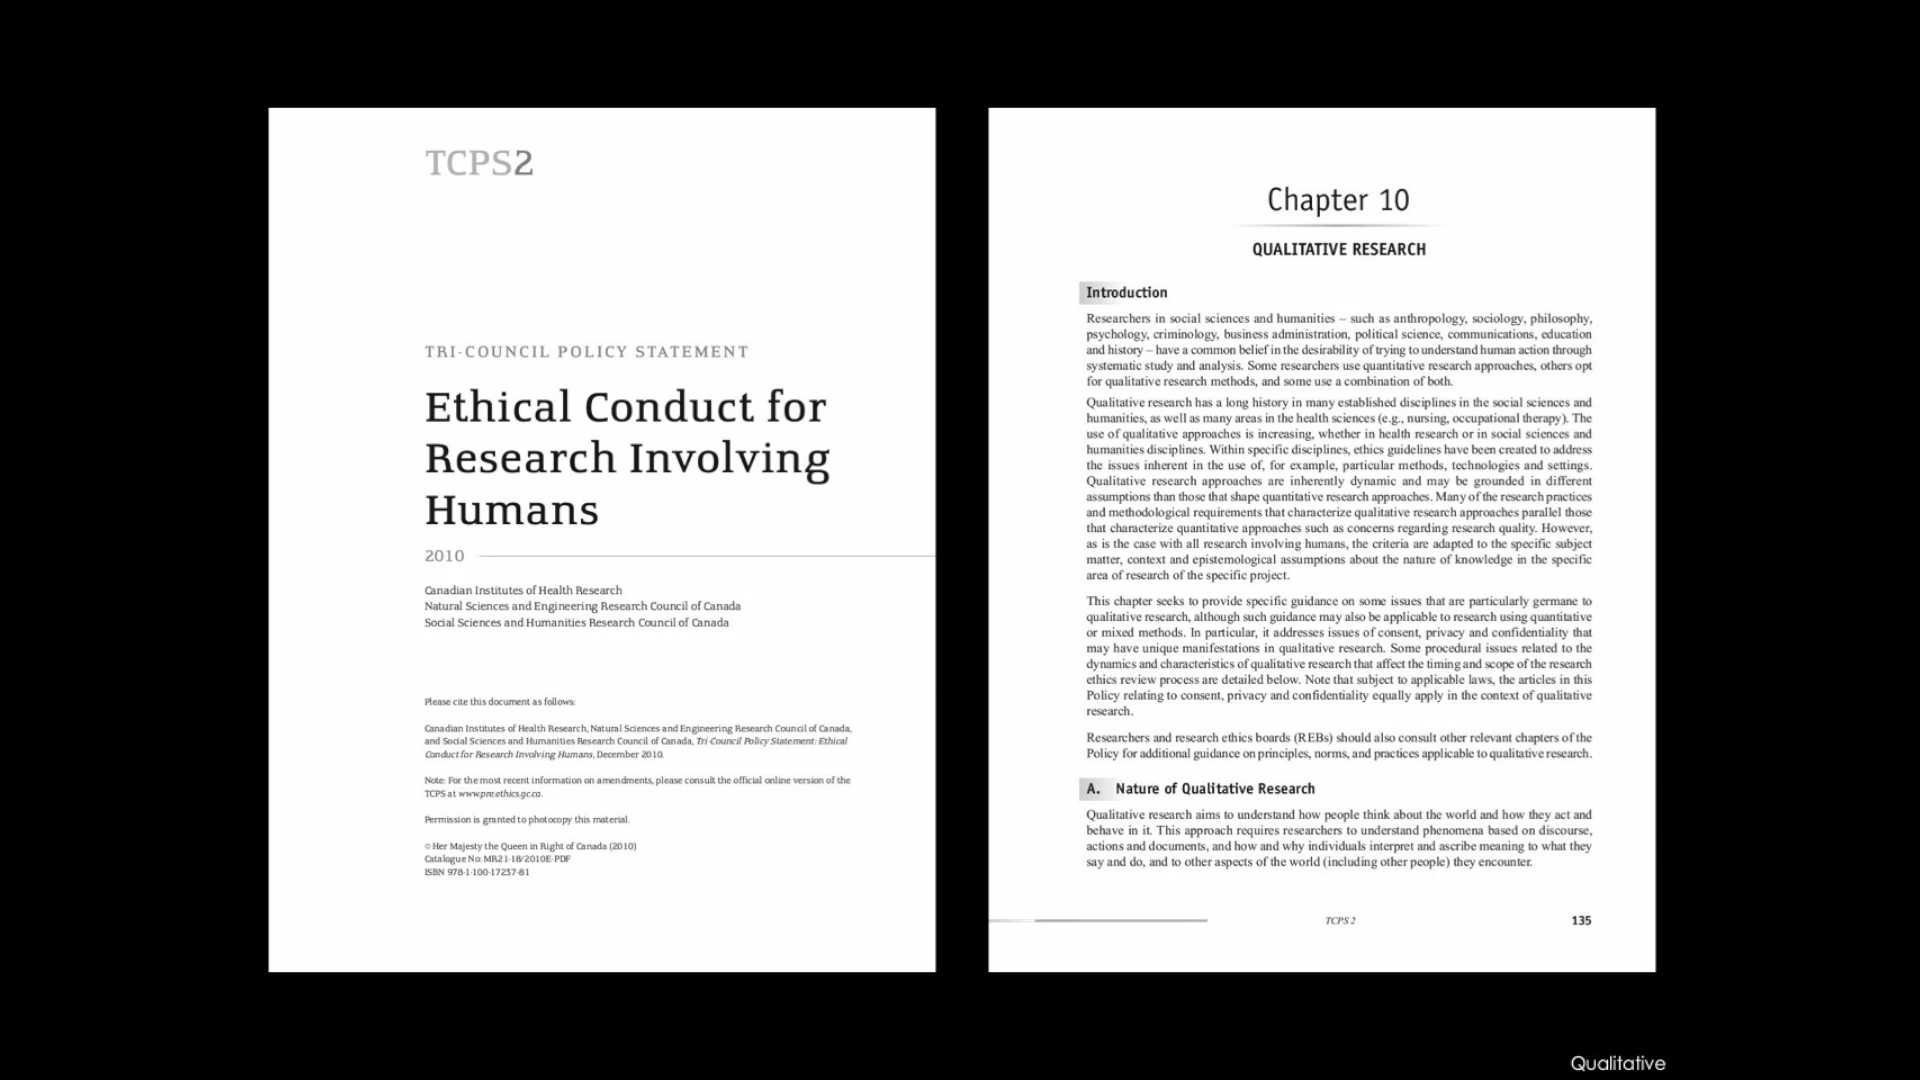 TCPS2
TRI-COUNCIL POLICY STATEMENT
Ethical Conduct for
Research Involving
Humans
2010
Canadian Institutes of Health Research
Natural Sciences and Engineering Research Council of Canada
Social Sciences and Humanities Research Council of Canada
Please cite this document as follows:
Canadian Institutes of Health Research, Natural Sciences and Engineering Research Council of Canada,
and Social Sciences and Humanities Research Council of Canada, Tri-Council Policy Statement: Ethical
Conduct for Research Involving Humans, December 2010.
Note: For the most recent information on amendments, please consult the official online version of the
TCPS at www.pre.ethics.gc.ca.
Permission is granted to photocopy this material.
© Her Majesty the Queen in Right of Canada (2010)
Catalogue No: MR21-18/2010E-PDF
ISBN 978-1-100-17237-81
Chapter 10
QUALITATIVE RESEARCH
Introduction
Researchers in social sciences and humanities – such as anthropology, sociology, philosophy,
psychology, criminology, business administration, political science, communications, education
and history – have a common belief in the desirability of trying to understand human action through
systematic study and analysis. Some researchers use quantitative research approaches, others opt
for qualitative research methods, and some use a combination of both.
Qualitative research has a long history in many established disciplines in the social sciences and
humanities, as well as many areas in the health sciences (e.g., nursing, occupational therapy). The
use of qualitative approaches is increasing, whether in health research or in social sciences and
humanities disciplines. Within specific disciplines, ethics guidelines have been created to address
the issues inherent in the use of, for example, particular methods, technologies and settings.
Qualitative research approaches are inherently dynamic and may be grounded in different
assumptions than those that shape quantitative research approaches. Many of the research practices
and methodological requirements that characterize qualitative research approaches parallel those
that characterize quantitative approaches such as concerns regarding research quality. However,
as is the case with all research involving humans, the criteria are adapted to the specific subject
matter, context and epistemological assumptions about the nature of knowledge in the specific
area of research of the specific project.
This chapter seeks to provide specific guidance on some issues that are particularly germane to
qualitative research, although such guidance may also be applicable to research using quantitative
or mixed methods. In particular, it addresses issues of consent, privacy and confidentiality that
may have unique manifestations in qualitative research. Some procedural issues related to the
dynamics and characteristics of qualitative research that affect the timing and scope of the research
ethics review process are detailed below. Note that subject to applicable laws, the articles in this
Policy relating to consent, privacy and confidentiality equally apply in the context of qualitative
research.
Researchers and research ethics boards (REBs) should also consult other relevant chapters of the
Policy for additional guidance on principles, norms, and practices applicable to qualitative research.
A. Nature of Qualitative Research
Qualitative research aims to understand how people think about the world and how they act and
behave in it. This approach requires researchers to understand phenomena based on discourse,
actions and documents, and how and why individuals interpret and ascribe meaning to what they
say and do, and to other aspects of the world (including other people) they encounter.
TCPS 2
135
Qualitative